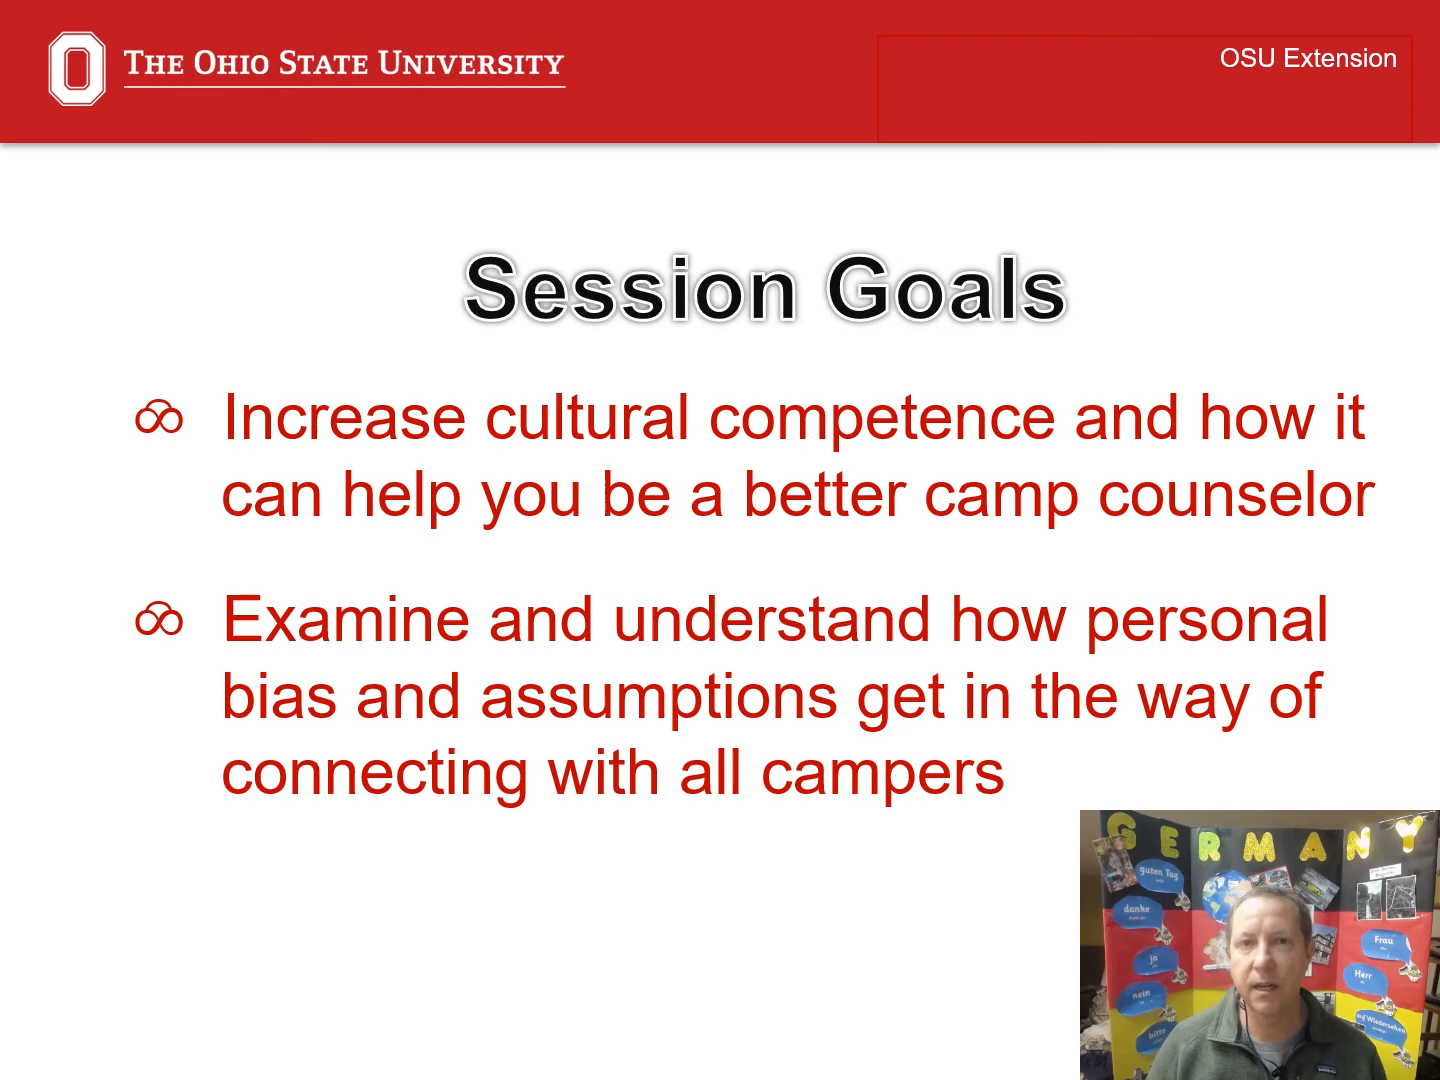 THE OHIO STATE UNIVERSITY
OSU Extension
Session Goals
Increase cultural competence and how it
can help you be a better camp counselor
Examine and understand how personal
bias and assumptions get in the way of
connecting with all campers
GERMANY
guten Tag
danke
ja
nein
bitte
Frau
Herr
auf Wiedersehen